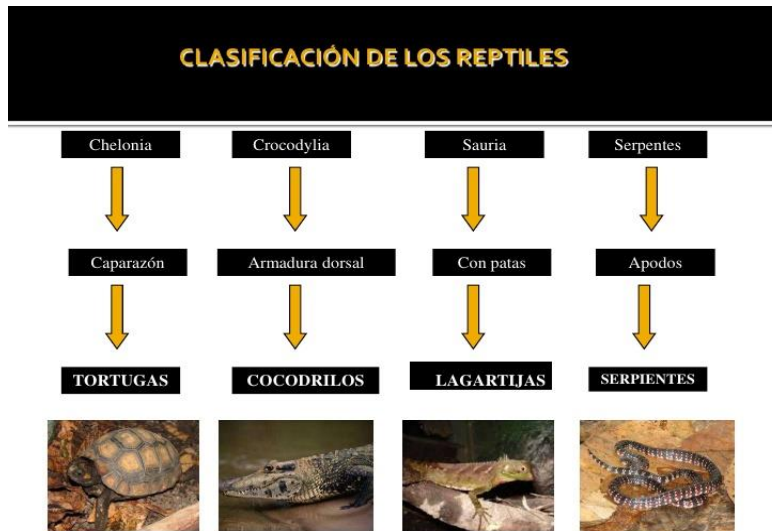 CLASIFICACIÓN DE LOS REPTILES
Chelonia
Crocodylia
Sauria
Serpentes
Caparazón
Armadura dorsal
Con patas
Apodos
TORTUGAS
COCODRILOS
LAGARTIJAS
SERPIENTES